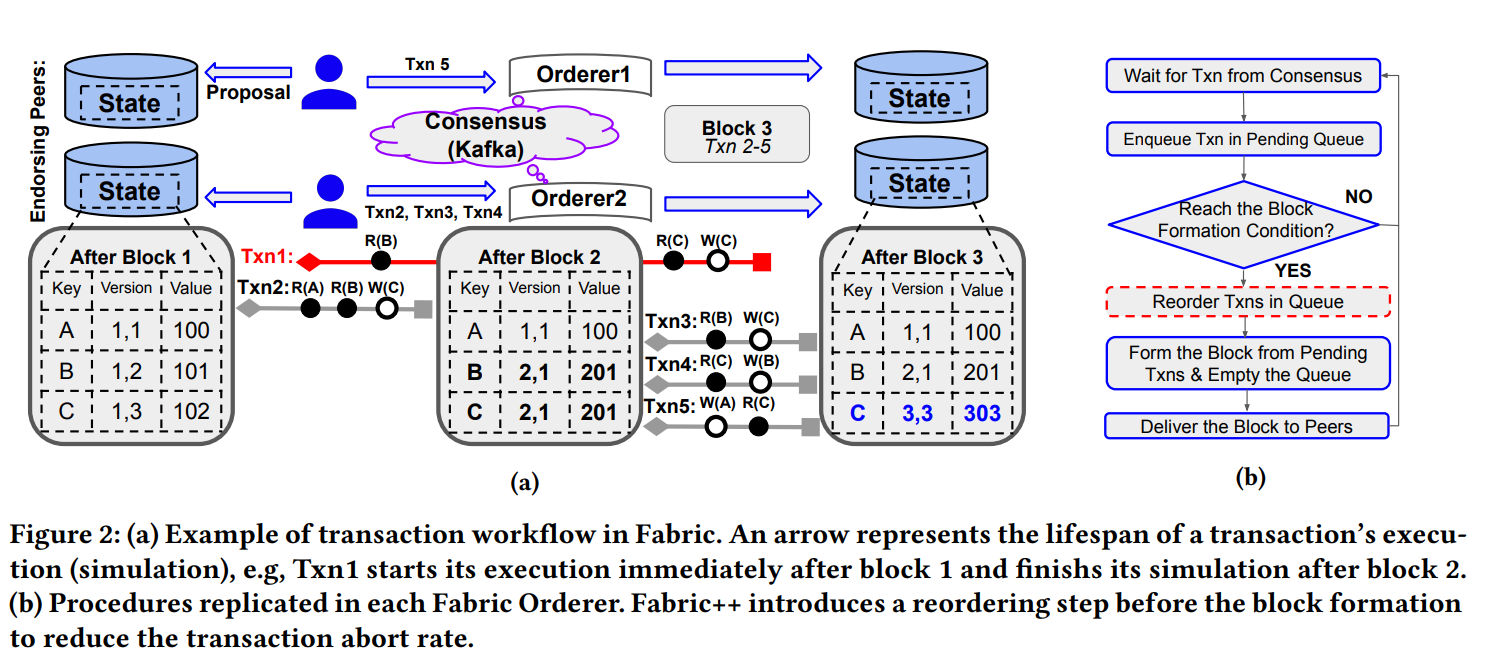 Endorsing Peers:
State
Proposal
Txn 5
Orderer1
State
Consensus
(Kafka)
Block 3
Txn 2-5
State
Txn2, Txn3, Txn4
Orderer2
State
After Block 1
Key Version Value
A 1,1 100
B 1,2 101
C 1,3 102
Txn1: R(B) R(C) W(C)
Txn2: R(A) R(B) W(C)
After Block 2
Key Version Value
A 1,1 100
B 2,1 201
C 2,1 201
Txn3: R(B) W(C)
Txn4: R(C) W(B)
Txn5: W(A) R(C)
After Block 3
Key Version Value
A 1,1 100
B 2,1 201
C 3,3 303
(a)
Wait for Txn from Consensus
Enqueue Txn in Pending Queue
Reach the Block
Formation Condition?
NO
YES
Reorder Txns in Queue
Form the Block from Pending
Txns & Empty the Queue
Deliver the Block to Peers
(b)
Figure 2: (a) Example of transaction workflow in Fabric. An arrow represents the lifespan of a transaction's execu-
tion (simulation), e.g, Txn1 starts its execution immediately after block 1 and finishs its simulation after block 2.
(b) Procedures replicated in each Fabric Orderer. Fabric++ introduces a reordering step before the block formation
to reduce the transaction abort rate.